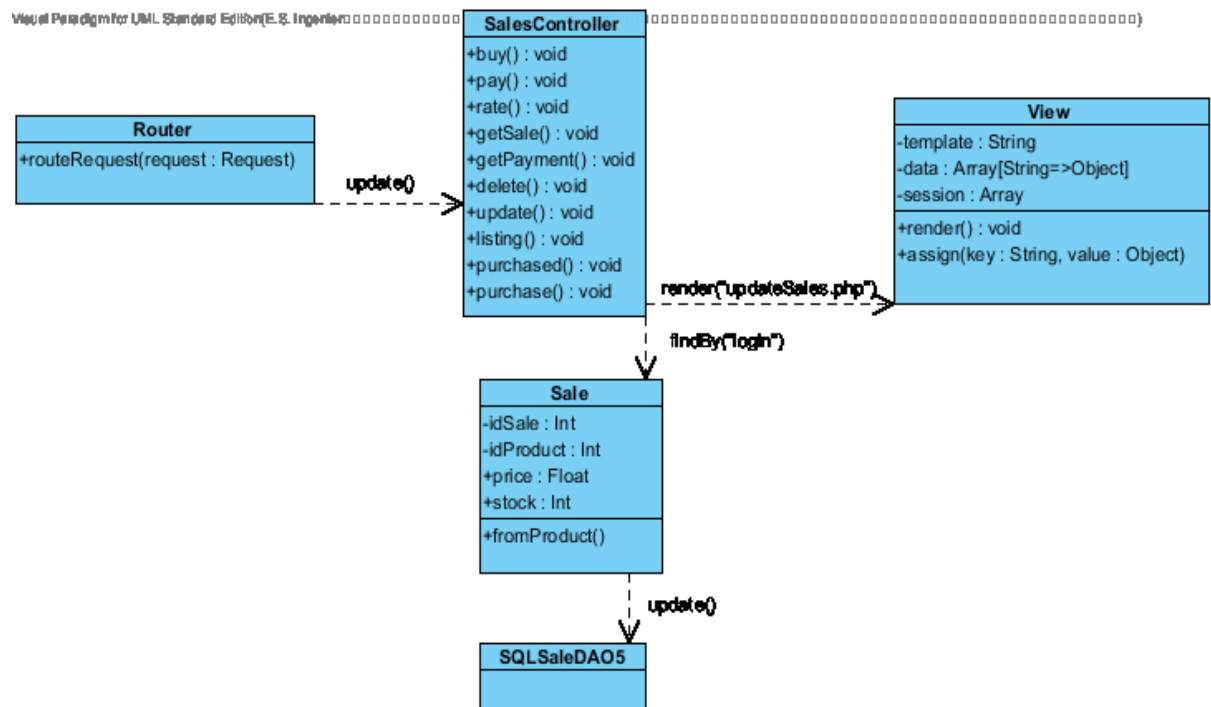 Visual Paradigm for UML Standard Edition(E.S. Ingenier
SalesController
+buy() : void
+pay() : void
+rate() : void
+getSale() : void
+getPayment() : void
+delete() : void
+update() : void
+listing() : void
+purchased() : void
+purchase() : void
Router
+routeRequest(request : Request)
update()
View
-template : String
-data : Array[String=>Object]
-session : Array
+render() : void
+assign(key : String, value : Object)
render("updateSales.php")
findBy("login")
Sale
-idSale : Int
-idProduct : Int
+price : Float
+stock : Int
+fromProduct()
update()
SQLSaleDAO5